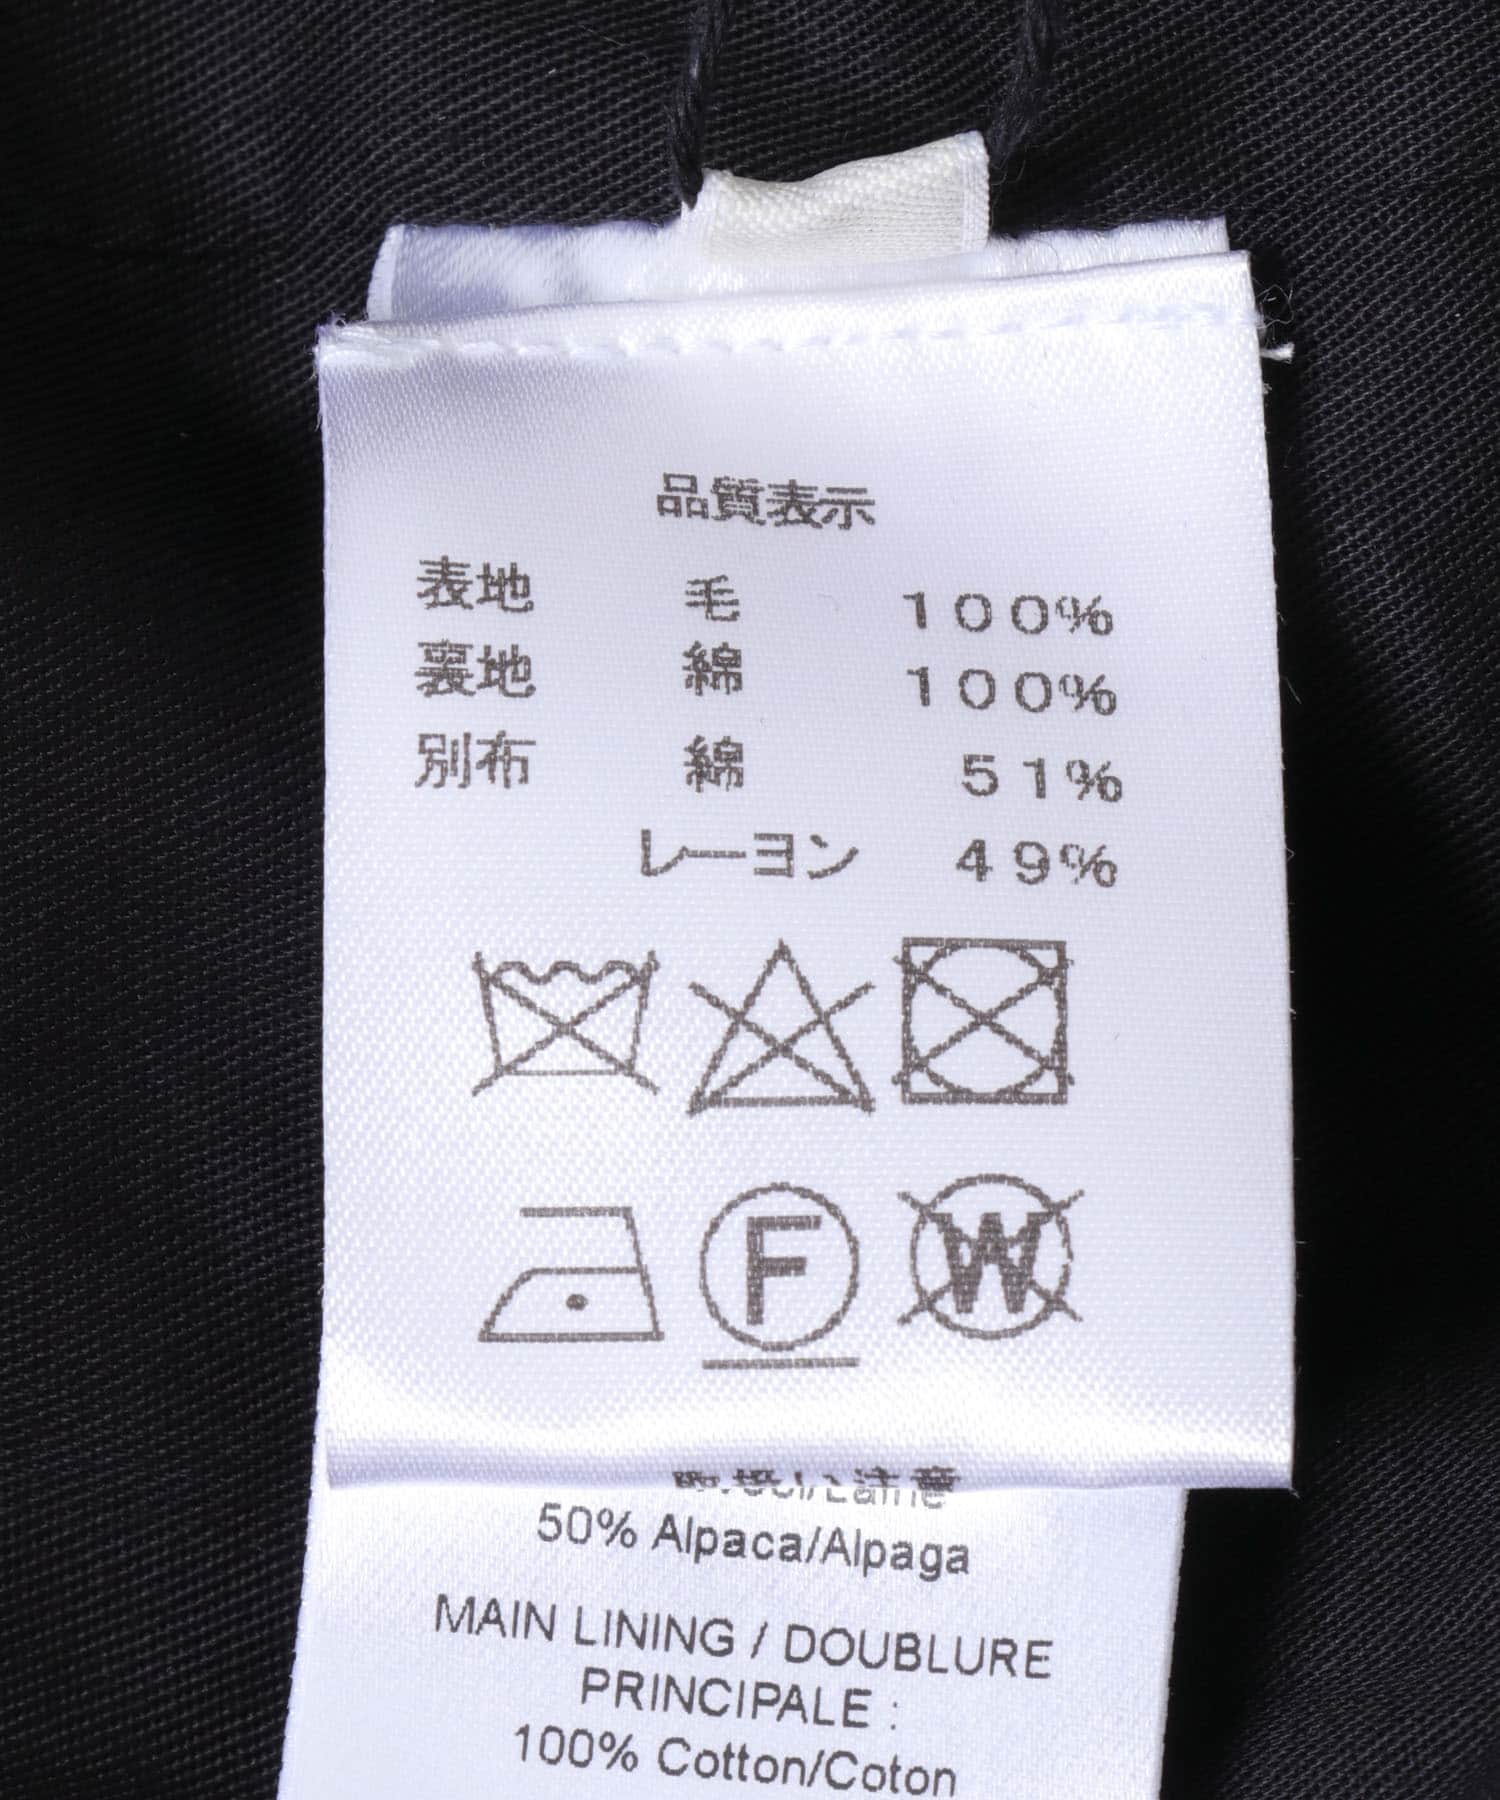 品質表示
表地 毛 100%
裏地 綿 100%
別布 綿 51%
レーヨン 49%
F W
50% Alpaca/Alpaga
MAIN LINING / DOUBLURE
PRINCIPALE :
100% Cotton/Coton